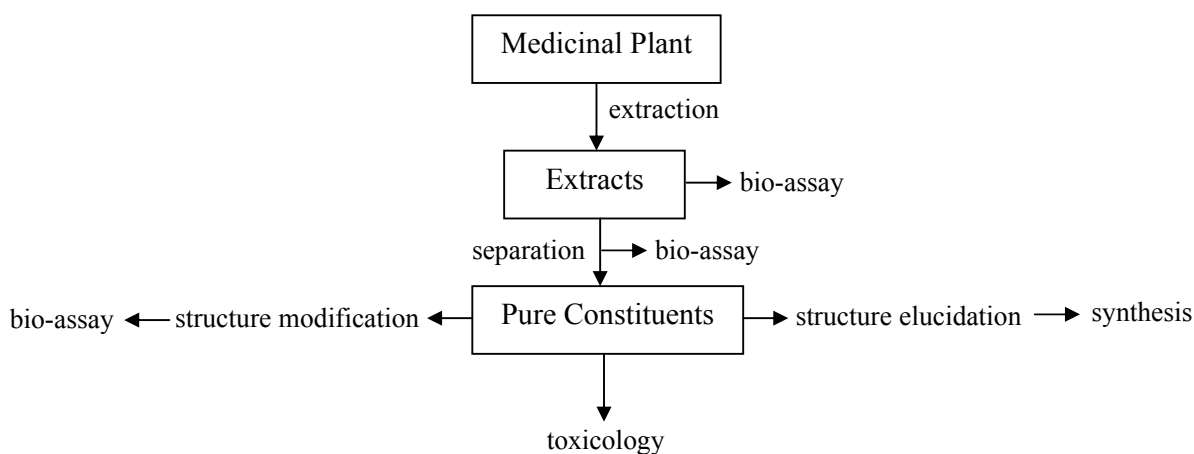 Medicinal Plant
extraction
Extracts
bio-assay
separation
bio-assay
bio-assay
structure modification
Pure Constituents
structure elucidation
synthesis
toxicology